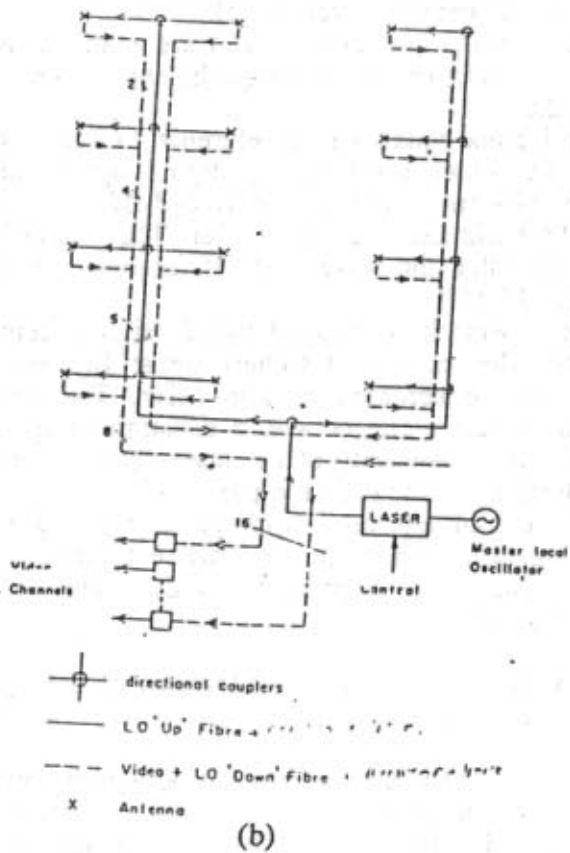 2
4
5
8
16
LASER
Master local
Oscillator
Control
Video
Channels
directional couplers
LO "Up" Fibre
Video + LO "Down" Fibre
X Antenna
(b)